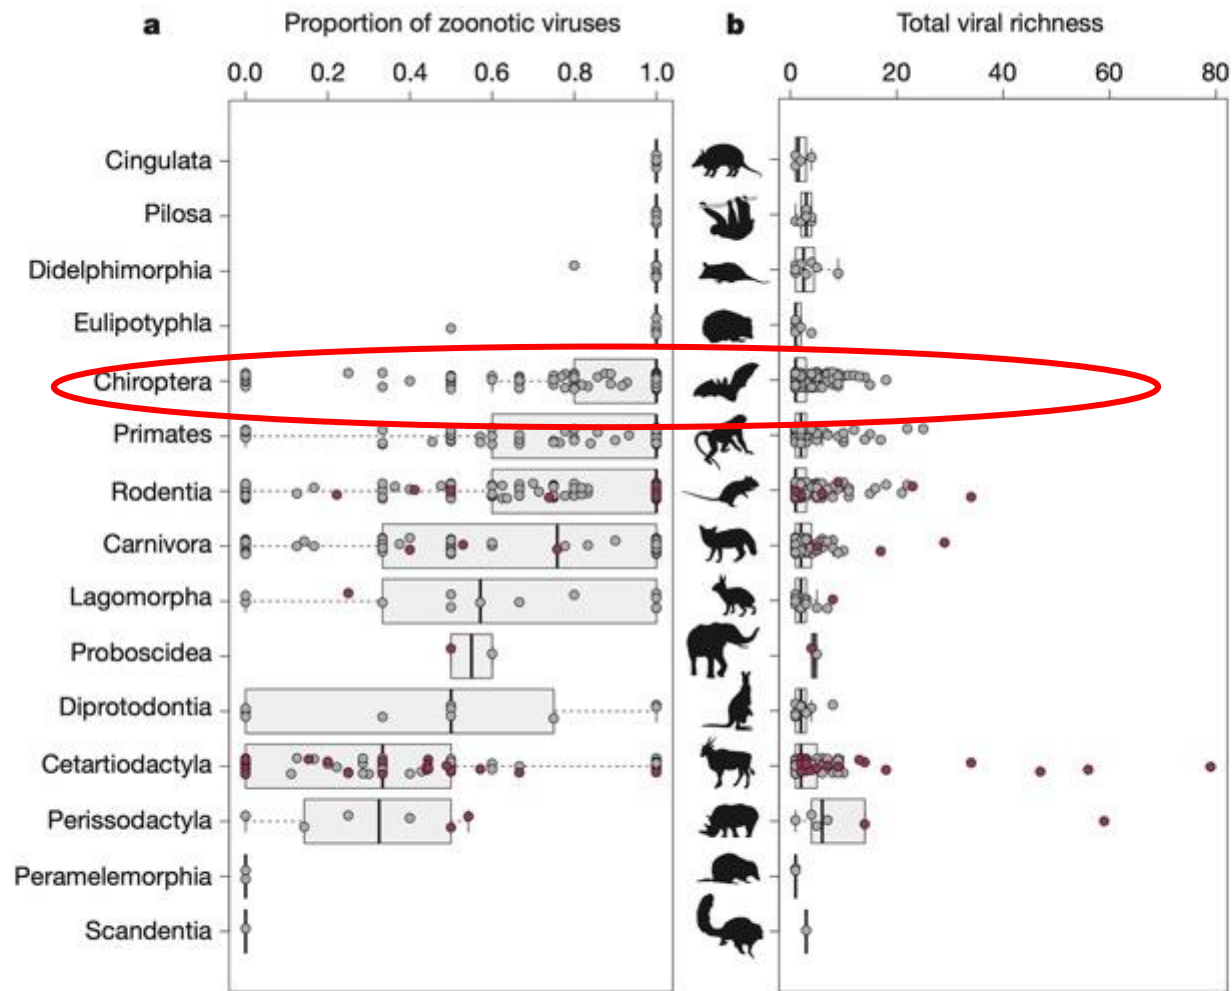 a Proportion of zoonotic viruses b Total viral richness
0.0 0.2 0.4 0.6 0.8 1.0 0 20 40 60 80
Cingulata
Pilosa
Didelphimorphia
Eulipotyphla
Chiroptera
Primates
Rodentia
Carnivora
Lagomorpha
Proboscidea
Diprotodontia
Cetartiodactyla
Perissodactyla
Peramelemorphia
Scandentia